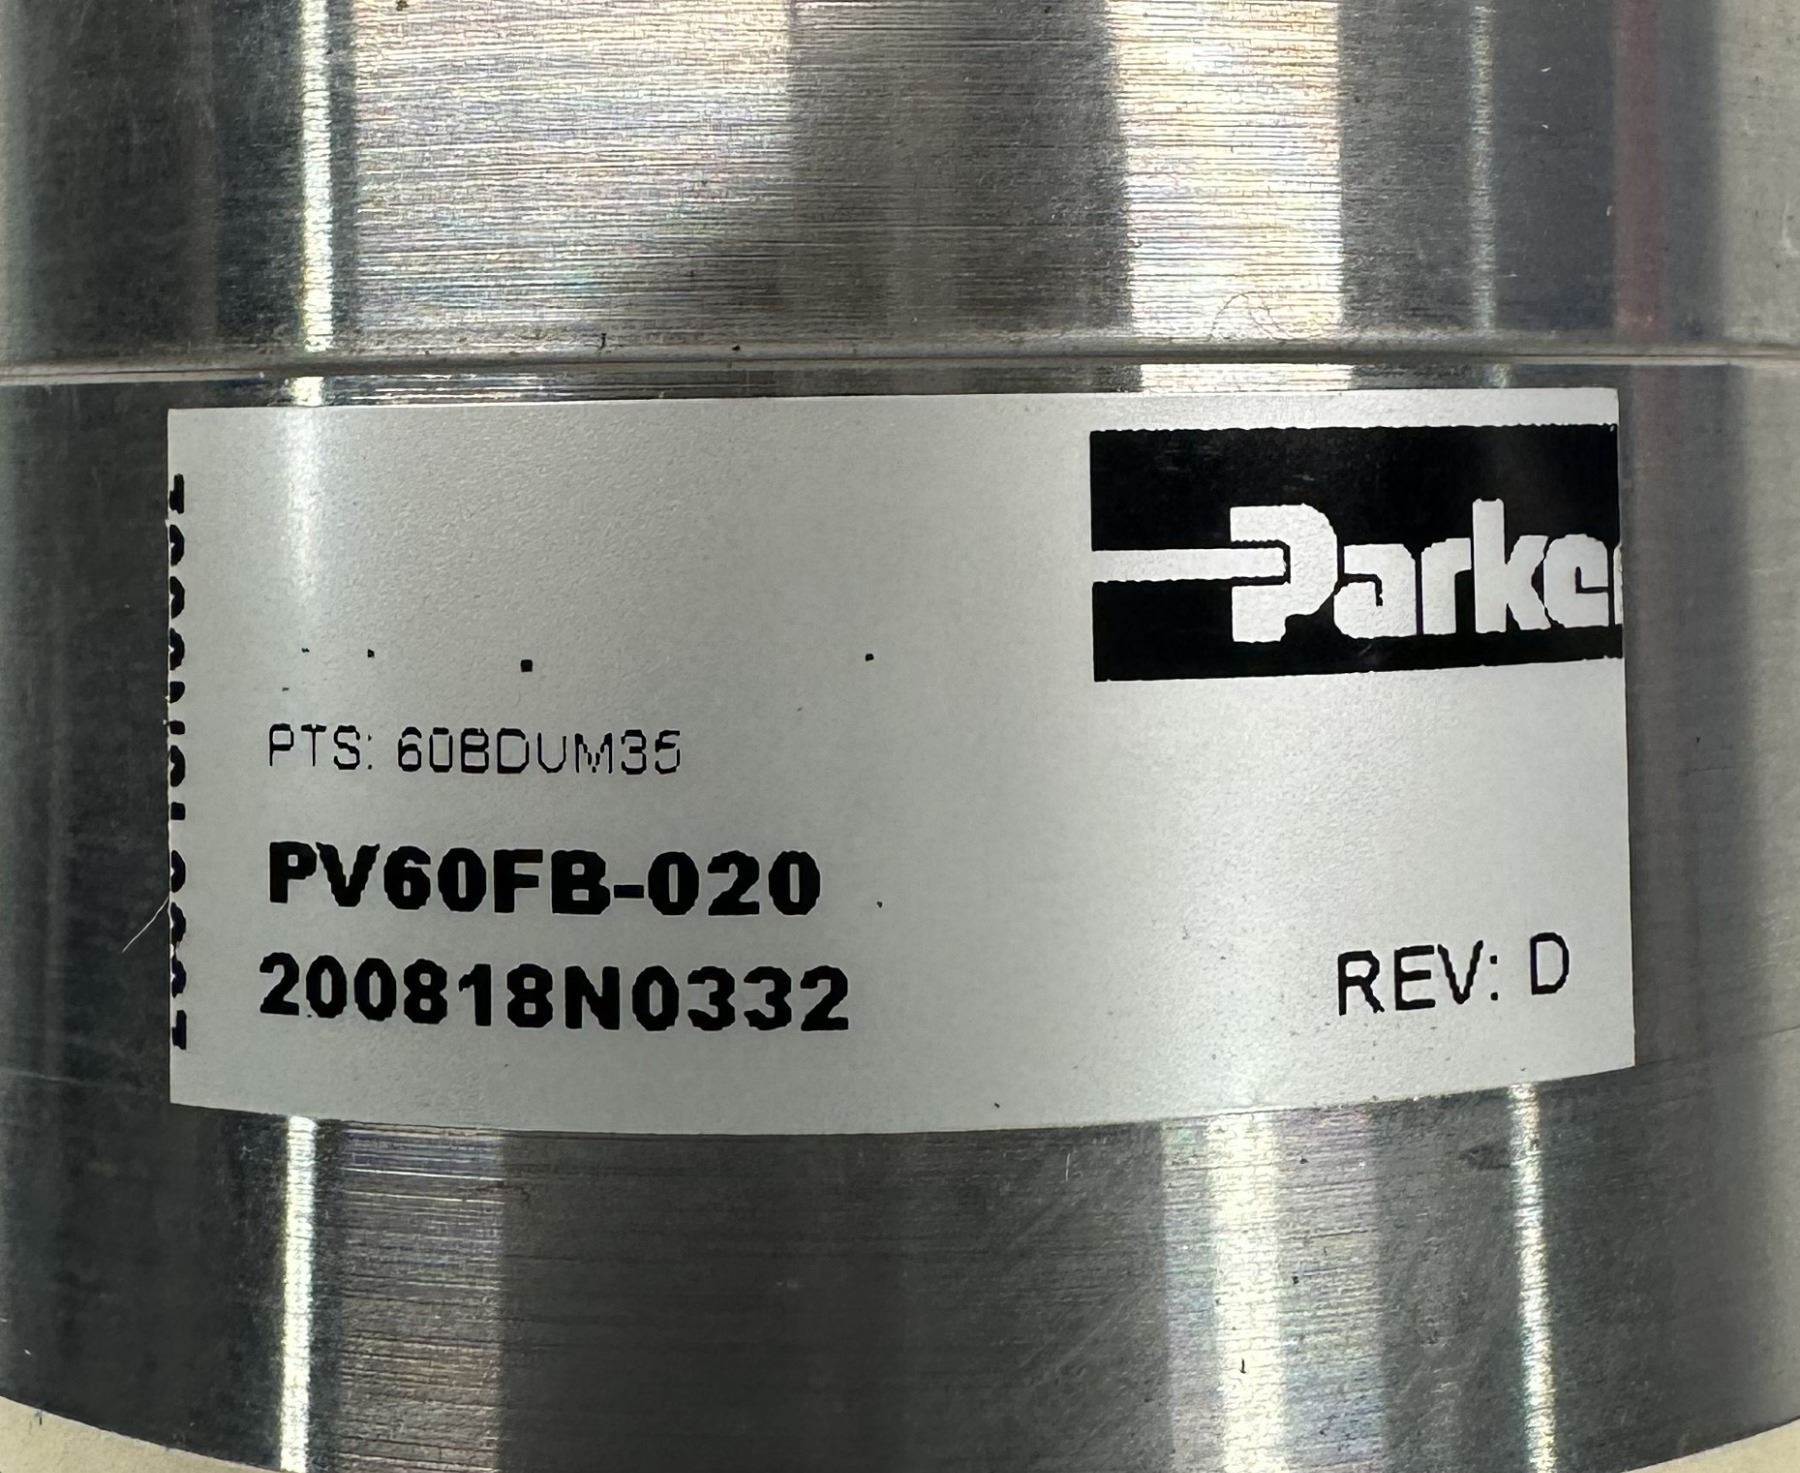 Parker
PTS: 60BDUM35
PV60FB-020
200818N0332
REV: D